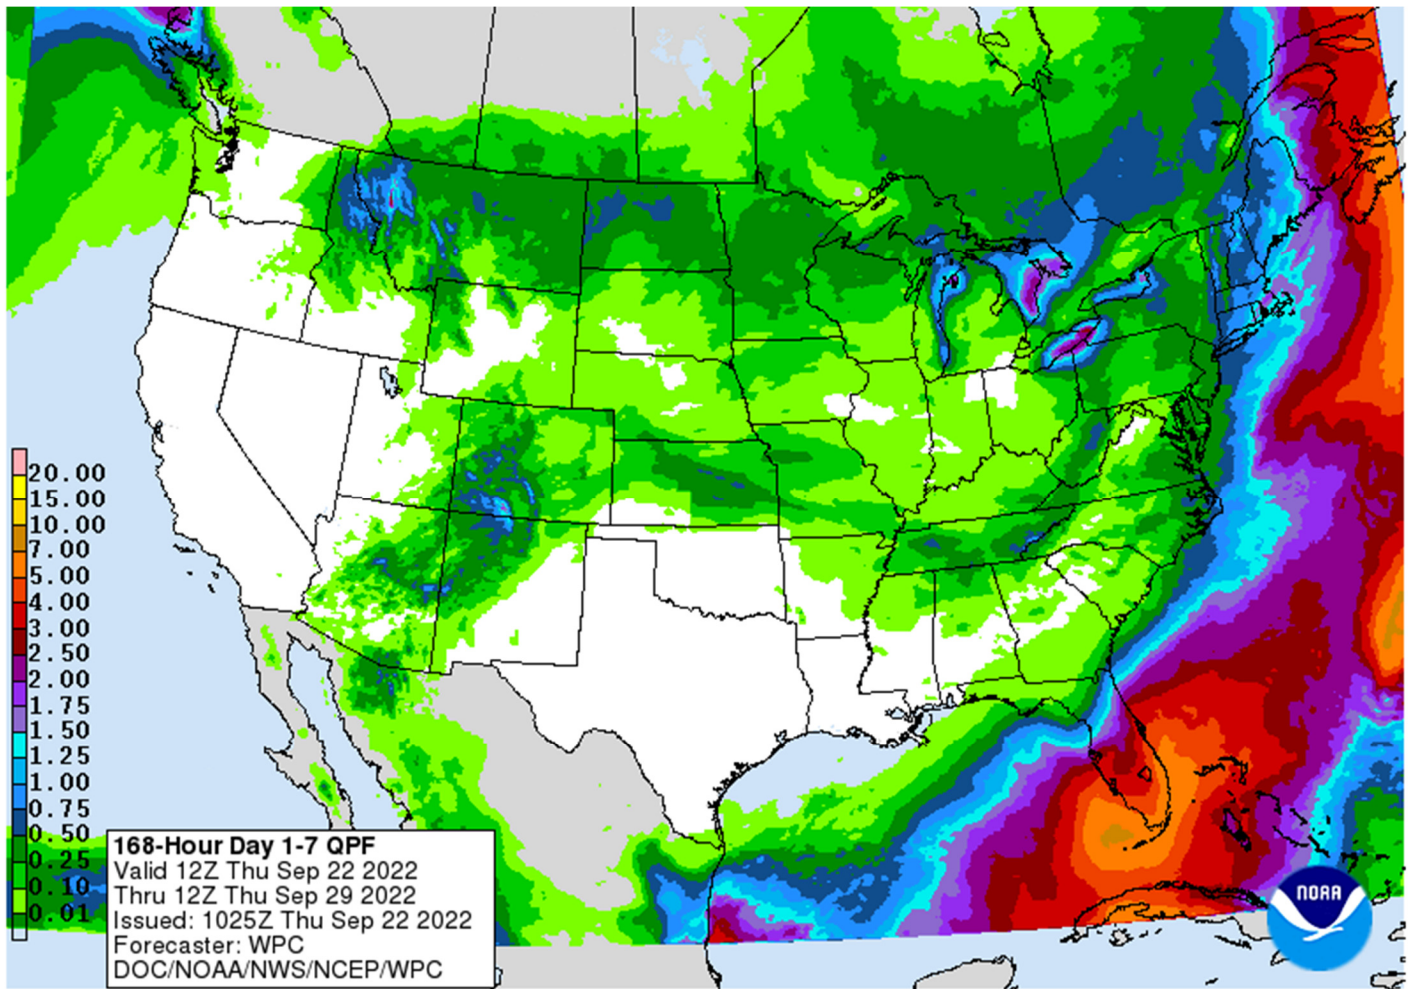 20.00
15.00
10.00
7.00
5.00
4.00
3.00
2.50
2.00
1.75
1.50
1.25
1.00
0.75
0.50
0.25
0.10
0.01
168-Hour Day 1-7 QPF
Valid 12Z Thu Sep 22 2022
Thru 12Z Thu Sep 29 2022
Issued: 1025Z Thu Sep 22 2022
Forecaster: WPC
DOC/NOAA/NWS/NCEP/WPC
NOAA